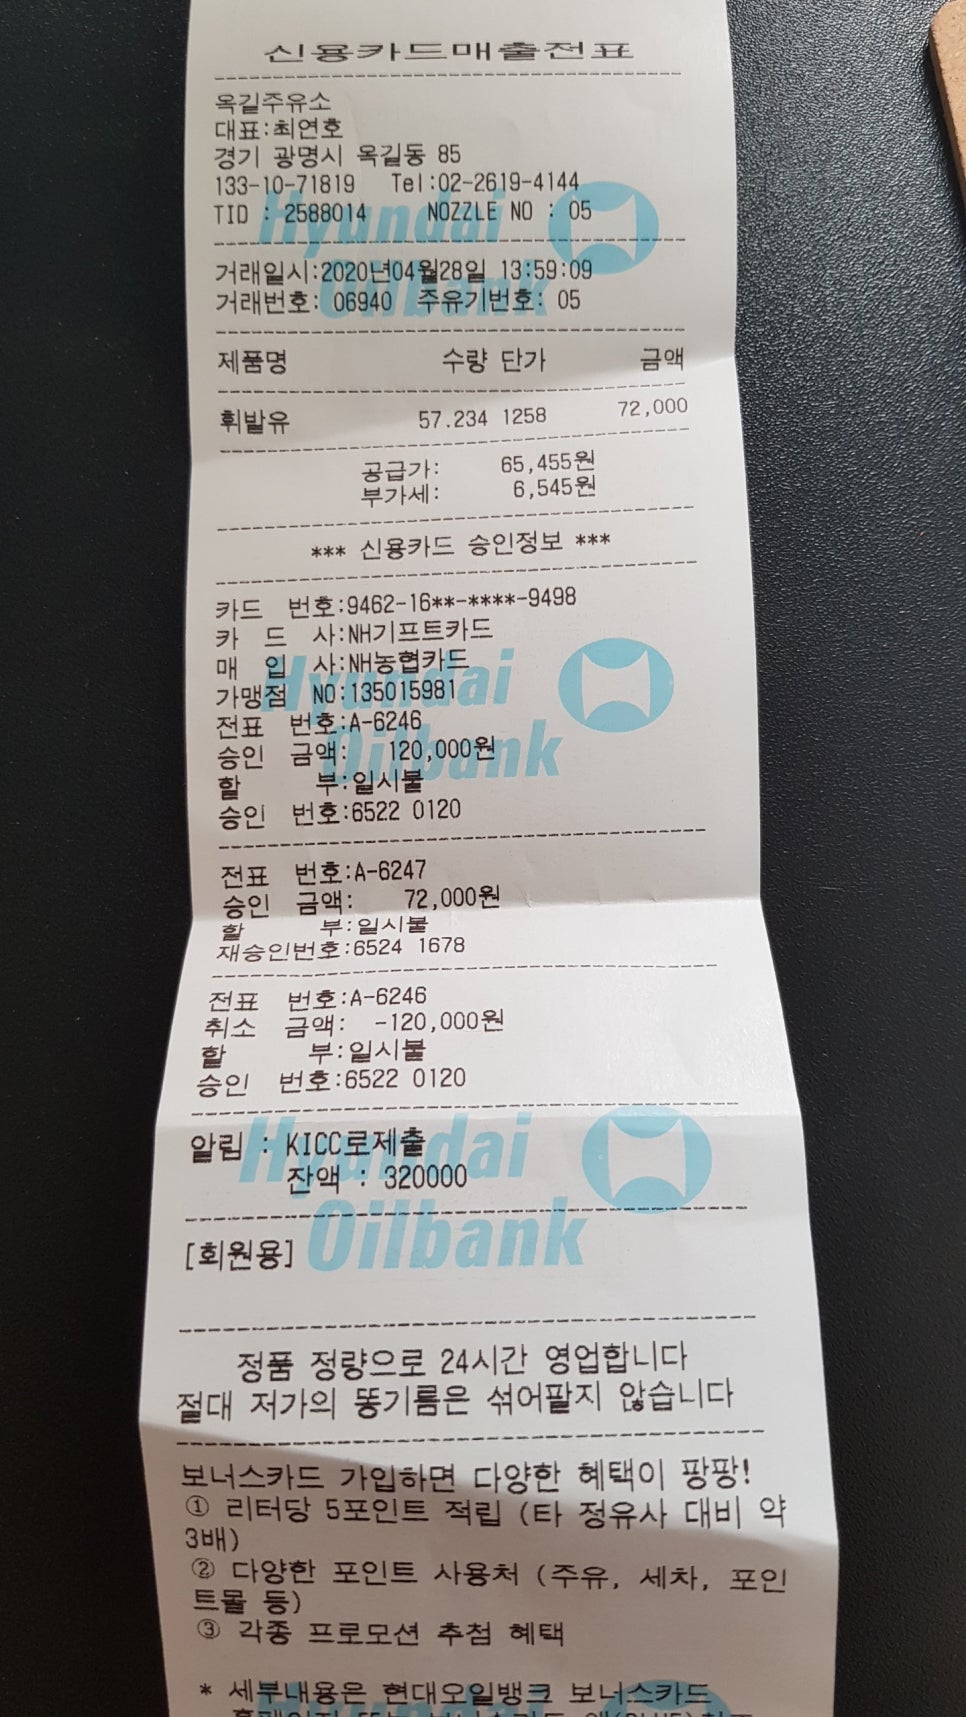 신용카드매출전표
옥길주유소
대표:최연호
경기 광명시 옥길동 85
133-10-71819 Tel:02-2619-4144
TID : 2588014 NOZZLE NO : 05
Hyundai
Oilbank
거래일시:2020년04월28일 13:59:09
거래번호: 06940 주유기번호: 05
제품명 수량 단가 금액
휘발유 57.234 1258 72,000
공급가: 65,455원
부가세: 6,545원
*** 신용카드 승인정보 ***
카드 번호:9462-16**-****-9498
카 드 사:NH기프트카드
매 입 사:NH농협카드
가맹점 NO:135015981
Hyundai
Oilbank
전표 번호:A-6246
승인 금액: 120,000원
할 부:일시불
승인 번호:6522 0120
전표 번호:A-6247
승인 금액: 72,000원
할 부:일시불
재승인번호:6524 1678
전표 번호:A-6246
취소 금액: -120,000원
할 부:일시불
승인 번호:6522 0120
알림 : KICC로제출
잔액 : 320000
Hyundai
Oilbank
[회원용]
정품 정량으로 24시간 영업합니다
절대 저가의 똥기름은 섞어팔지 않습니다
보너스카드 가입하면 다양한 혜택이 팡팡!
① 리터당 5포인트 적립 (타 정유사 대비 약
3배)
② 다양한 포인트 사용처 (주유, 세차, 포인
트몰 등)
③ 각종 프로모션 추첨 혜택
* 세부내용은 현대오일뱅크 보너스카드